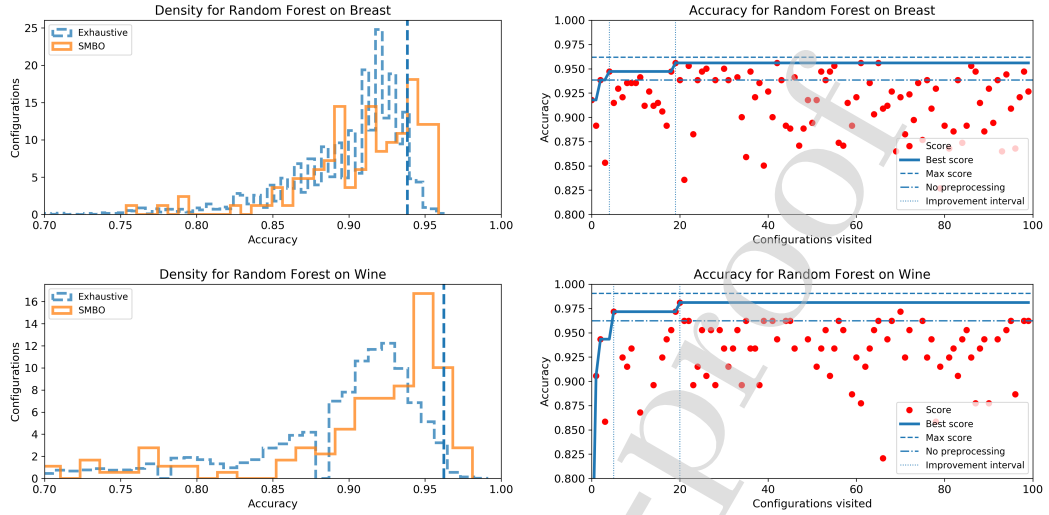 Density for Random Forest on Breast
Exhaustive
SMBO
Configurations
25
20
15
10
5
0
0.70
0.75
0.80
0.85
0.90
0.95
1.00
Accuracy
Accuracy for Random Forest on Breast
Accuracy
1.000
0.975
0.950
0.925
0.900
0.875
0.850
0.825
0.800
Score
Best score
Max score
No preprocessing
Improvement interval
0
20
40
60
80
100
Configurations visited
Density for Random Forest on Wine
Exhaustive
SMBO
Configurations
16
14
12
10
8
6
4
2
0
0.70
0.75
0.80
0.85
0.90
0.95
1.00
Accuracy
Accuracy for Random Forest on Wine
Accuracy
1.000
0.975
0.950
0.925
0.900
0.875
0.850
0.825
0.800
Score
Best score
Max score
No preprocessing
Improvement interval
0
20
40
60
80
100
Configurations visited
proof